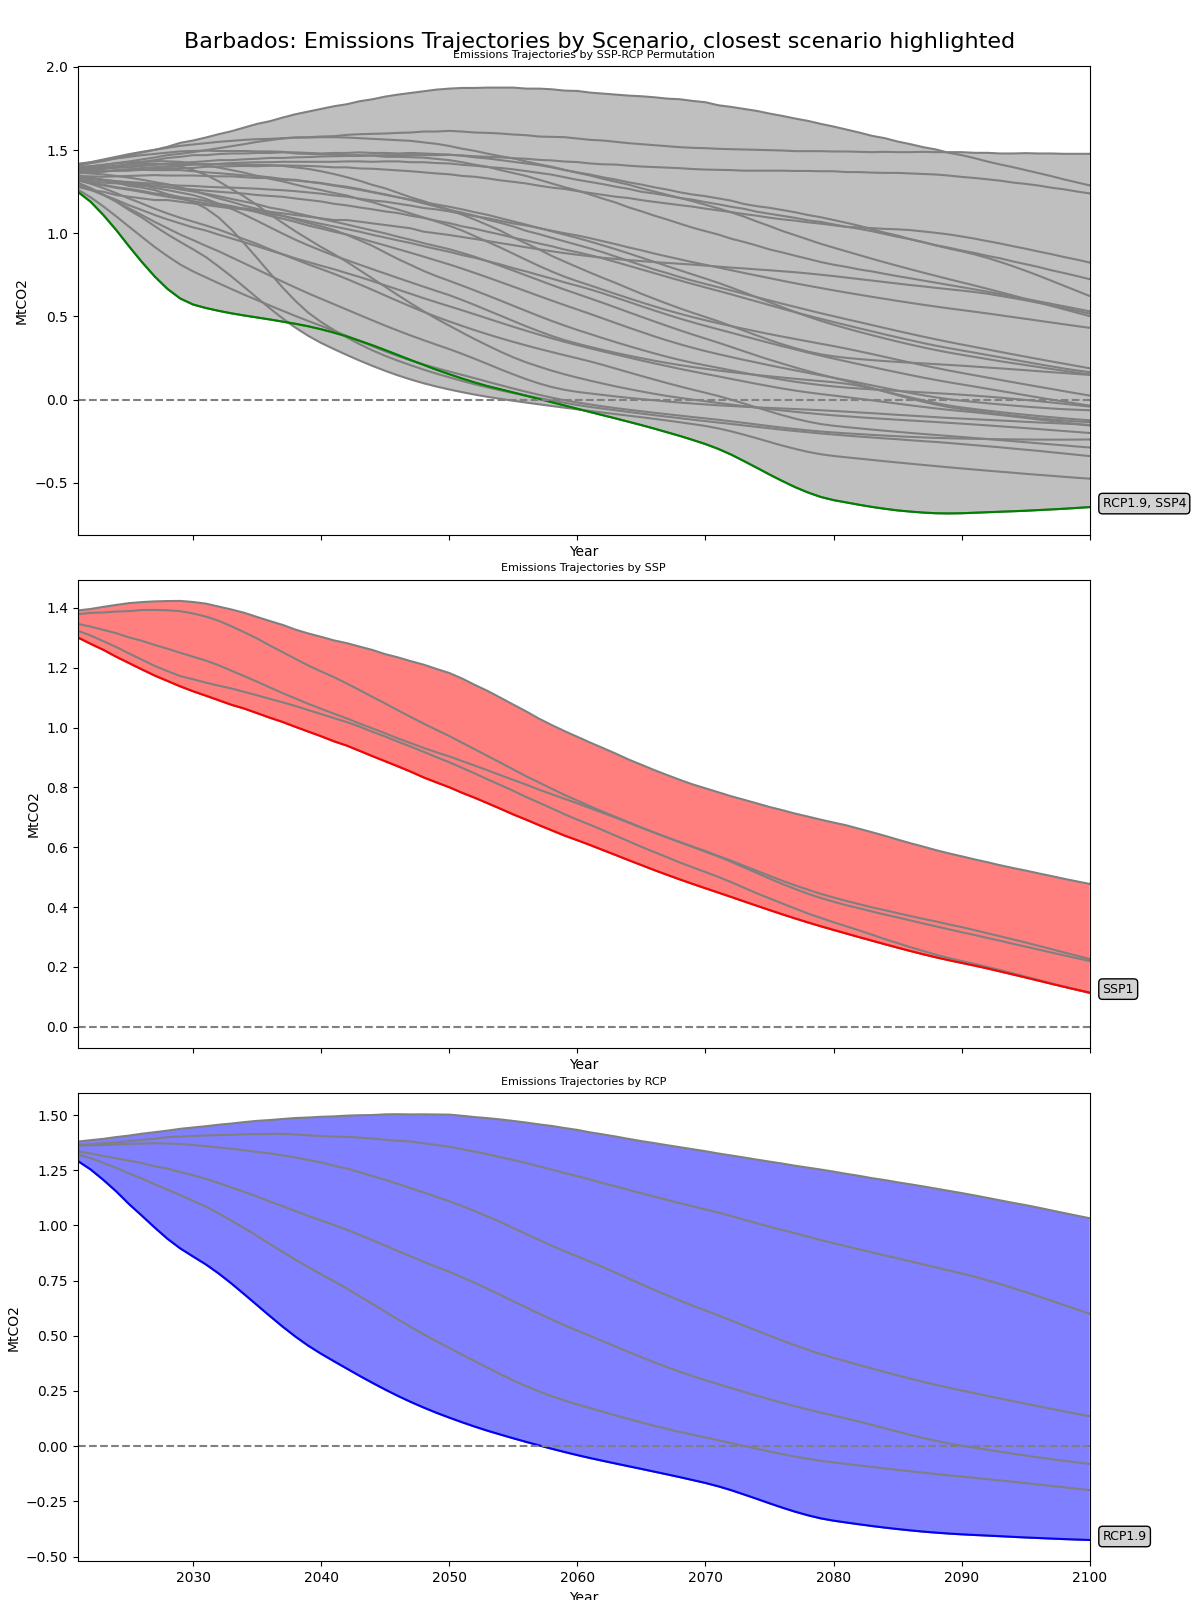 Barbados: Emissions Trajectories by Scenario, closest scenario highlighted
Emissions Trajectories by SSP-RCP Permutation
2.0
1.5
1.0
0.5
0.0
−0.5
MtCO2
RCP1.9, SSP4
Year
Emissions Trajectories by SSP
1.4
1.2
1.0
0.8
0.6
0.4
0.2
0.0
MtCO2
SSP1
Year
Emissions Trajectories by RCP
1.50
1.25
1.00
0.75
0.50
0.25
0.00
−0.25
−0.50
MtCO2
RCP1.9
2030 2040 2050 2060 2070 2080 2090 2100
Year